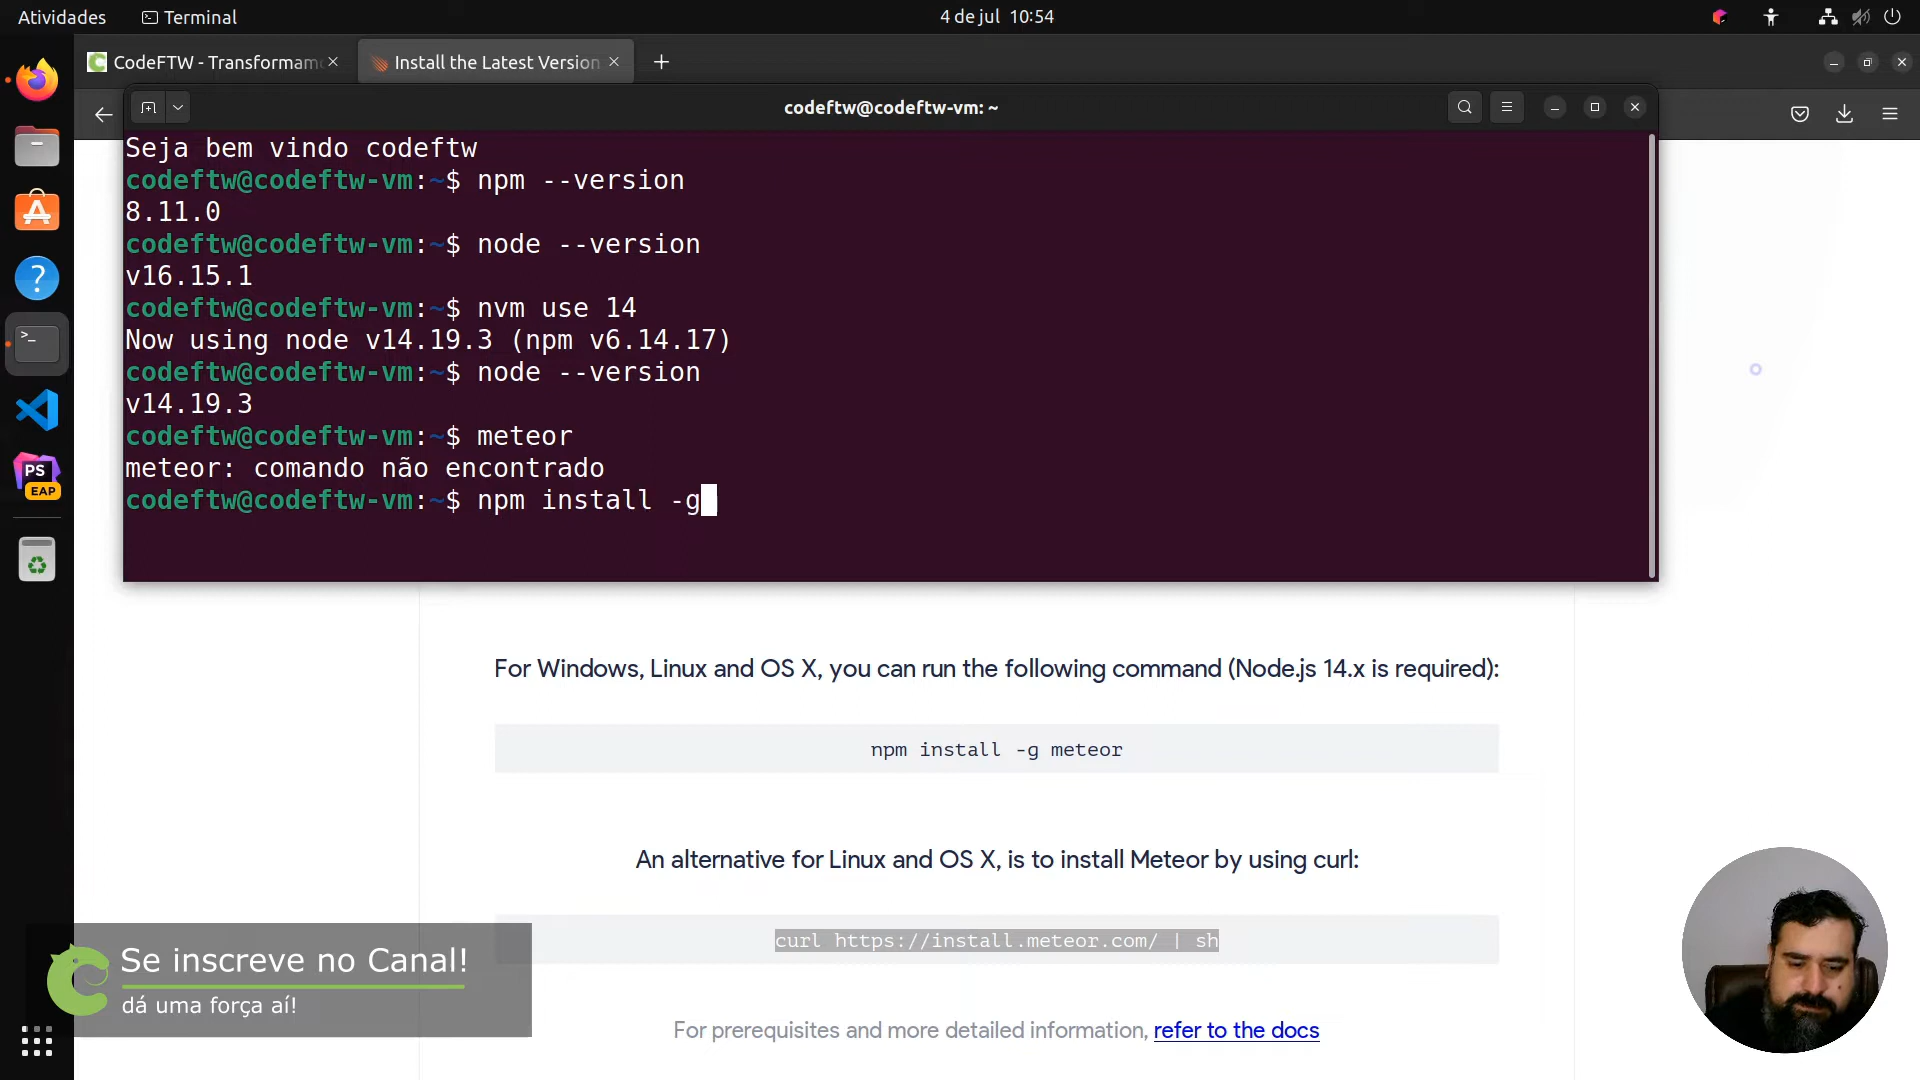 Atividades
Terminal
4 de jul 10:54
CodeFTW - Transformam
Install the Latest Version
codeftw@codeftw-vm: ~
Seja bem vindo codeftw
codeftw@codeftw-vm:~$ npm --version
8.11.0
codeftw@codeftw-vm:~$ node --version
v16.15.1
codeftw@codeftw-vm:~$ nvm use 14
Now using node v14.19.3 (npm v6.14.17)
codeftw@codeftw-vm:~$ node --version
v14.19.3
codeftw@codeftw-vm:~$ meteor
meteor: comando não encontrado
codeftw@codeftw-vm:~$ npm install -g
PS
EAP
For Windows, Linux and OS X, you can run the following command (Node.js 14.x is required):
npm install -g meteor
An alternative for Linux and OS X, is to install Meteor by using curl:
curl https://install.meteor.com/ | sh
Se inscreve no Canal!
dá uma força aí!
For prerequisites and more detailed information, refer to the docs